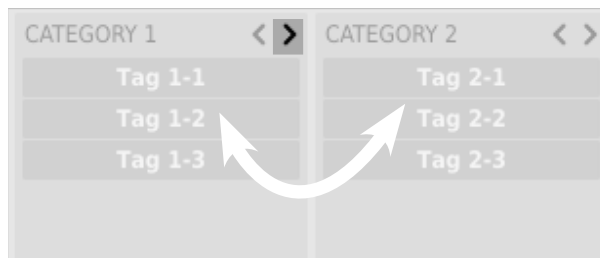 CATEGORY 1
Tag 1-1
Tag 1-2
Tag 1-3
CATEGORY 2
Tag 2-1
Tag 2-2
Tag 2-3